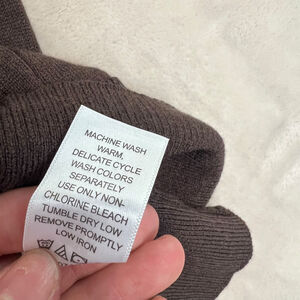 MACHINE WASH
WARM,
DELICATE CYCLE
WASH COLORS
SEPARATELY
USE ONLY NON-
CHLORINE BLEACH
TUMBLE DRY LOW
REMOVE PROMPTLY
LOW IRON